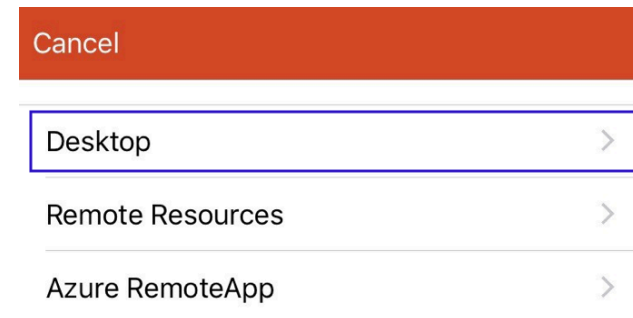 Cancel
Desktop
Remote Resources
Azure RemoteApp